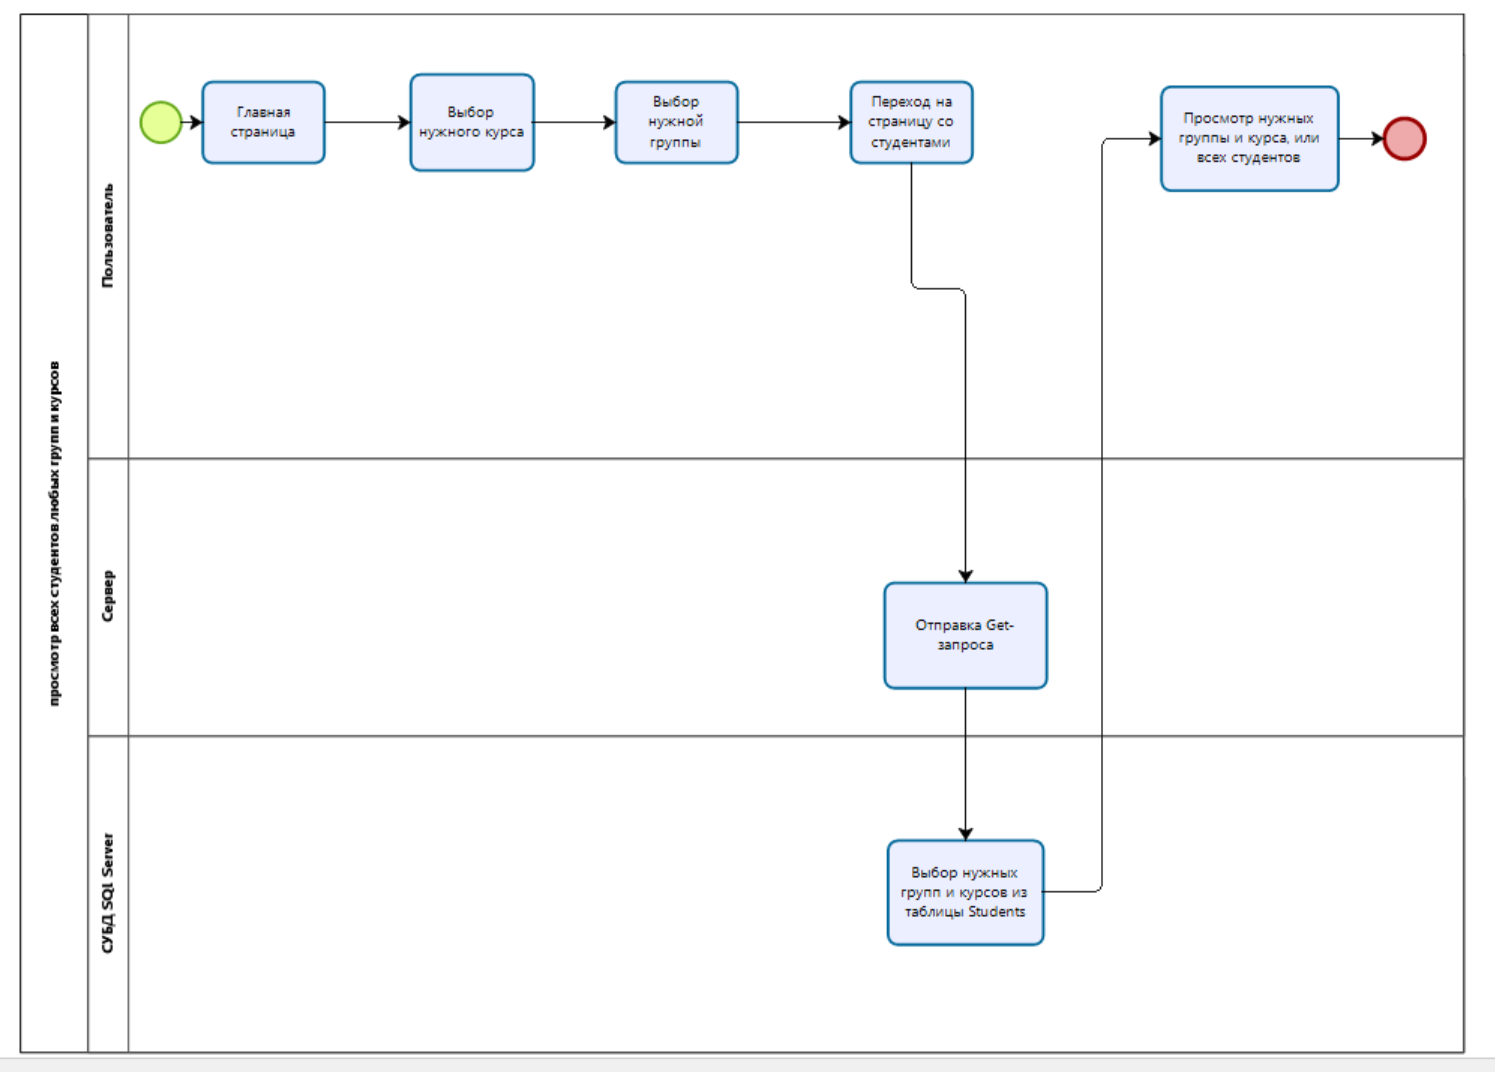 просмотр всех студентов любых групп и курсов
Пользователь
Главная
страница
Выбор
нужного курса
Выбор
нужной
группы
Переход на
страницу со
студентами
Просмотр нужных
группы и курса, или
всех студентов
Сервер
Отправка Get-
запроса
СУБД SQl Server
Выбор нужных
групп и курсов из
таблицы Students